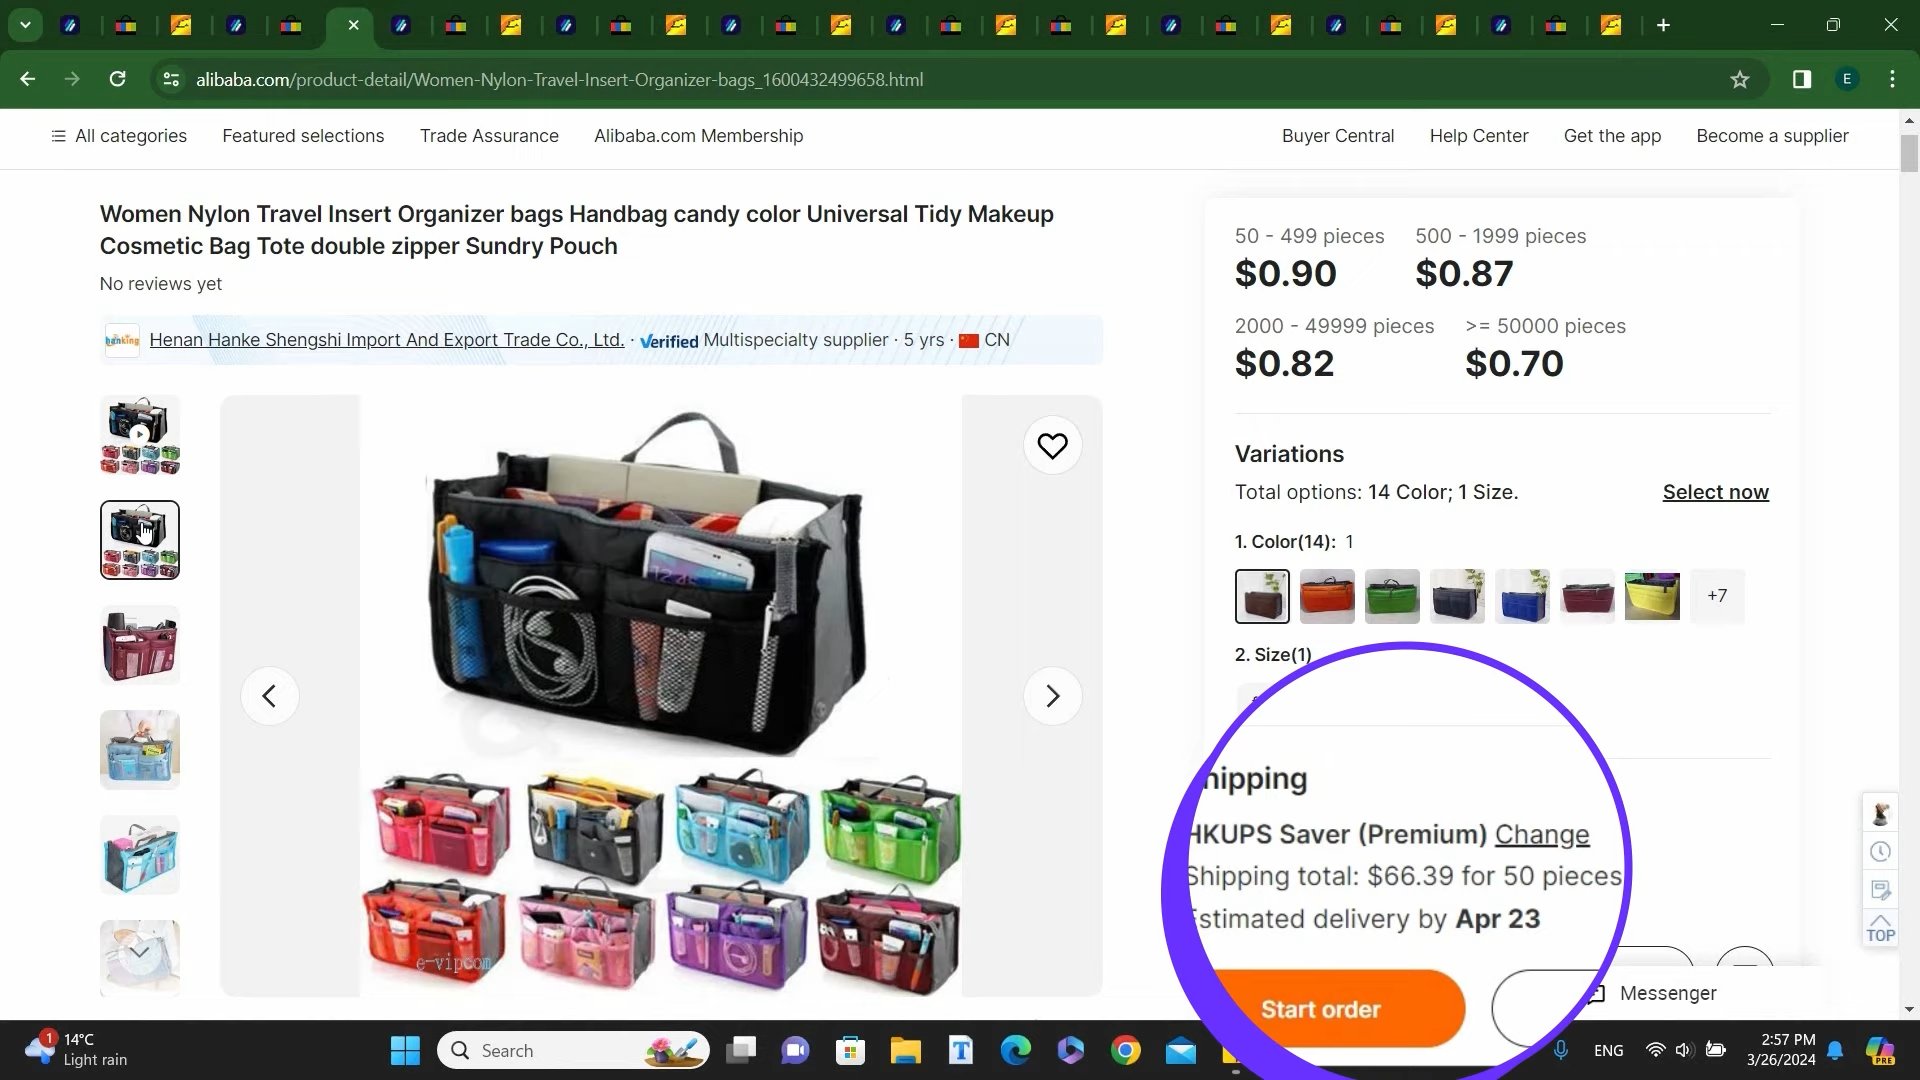 alibaba.com/product-detail/Women-Nylon-Travel-Insert-Organizer-bags_1600432499658.html
E
All categories
Featured selections
Trade Assurance
Alibaba.com Membership
Buyer Central
Help Center
Get the app
Become a supplier
Women Nylon Travel Insert Organizer bags Handbag candy color Universal Tidy Makeup
Cosmetic Bag Tote double zipper Sundry Pouch
No reviews yet
hanking
Henan Hanke Shengshi Import And Export Trade Co., Ltd. · Verified Multispecialty supplier · 5 yrs · CN
e-vipcom
50 - 499 pieces
$0.90
500 - 1999 pieces
$0.87
2000 - 49999 pieces
$0.82
>= 50000 pieces
$0.70
Variations
Total options: 14 Color; 1 Size.
Select now
1. Color(14): 1
+7
2. Size(1)
hipping
HKUPS Saver (Premium) Change
Shipping total: $66.39 for 50 pieces
Estimated delivery by Apr 23
Start order
Messenger
TOP
1
14°C
Light rain
Search
ENG
2:57 PM
3/26/2024
PRE